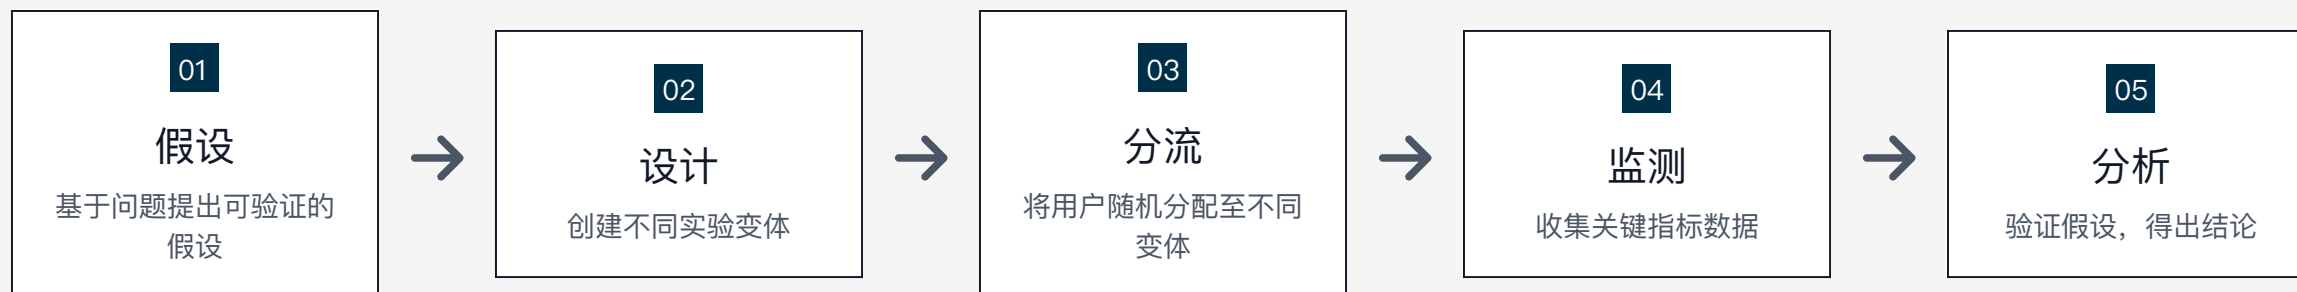 01
假设
基于问题提出可验证的
假设
02
设计
创建不同实验变体
03
分流
将用户随机分配至不同
变体
04
监测
收集关键指标数据
05
分析
验证假设，得出结论